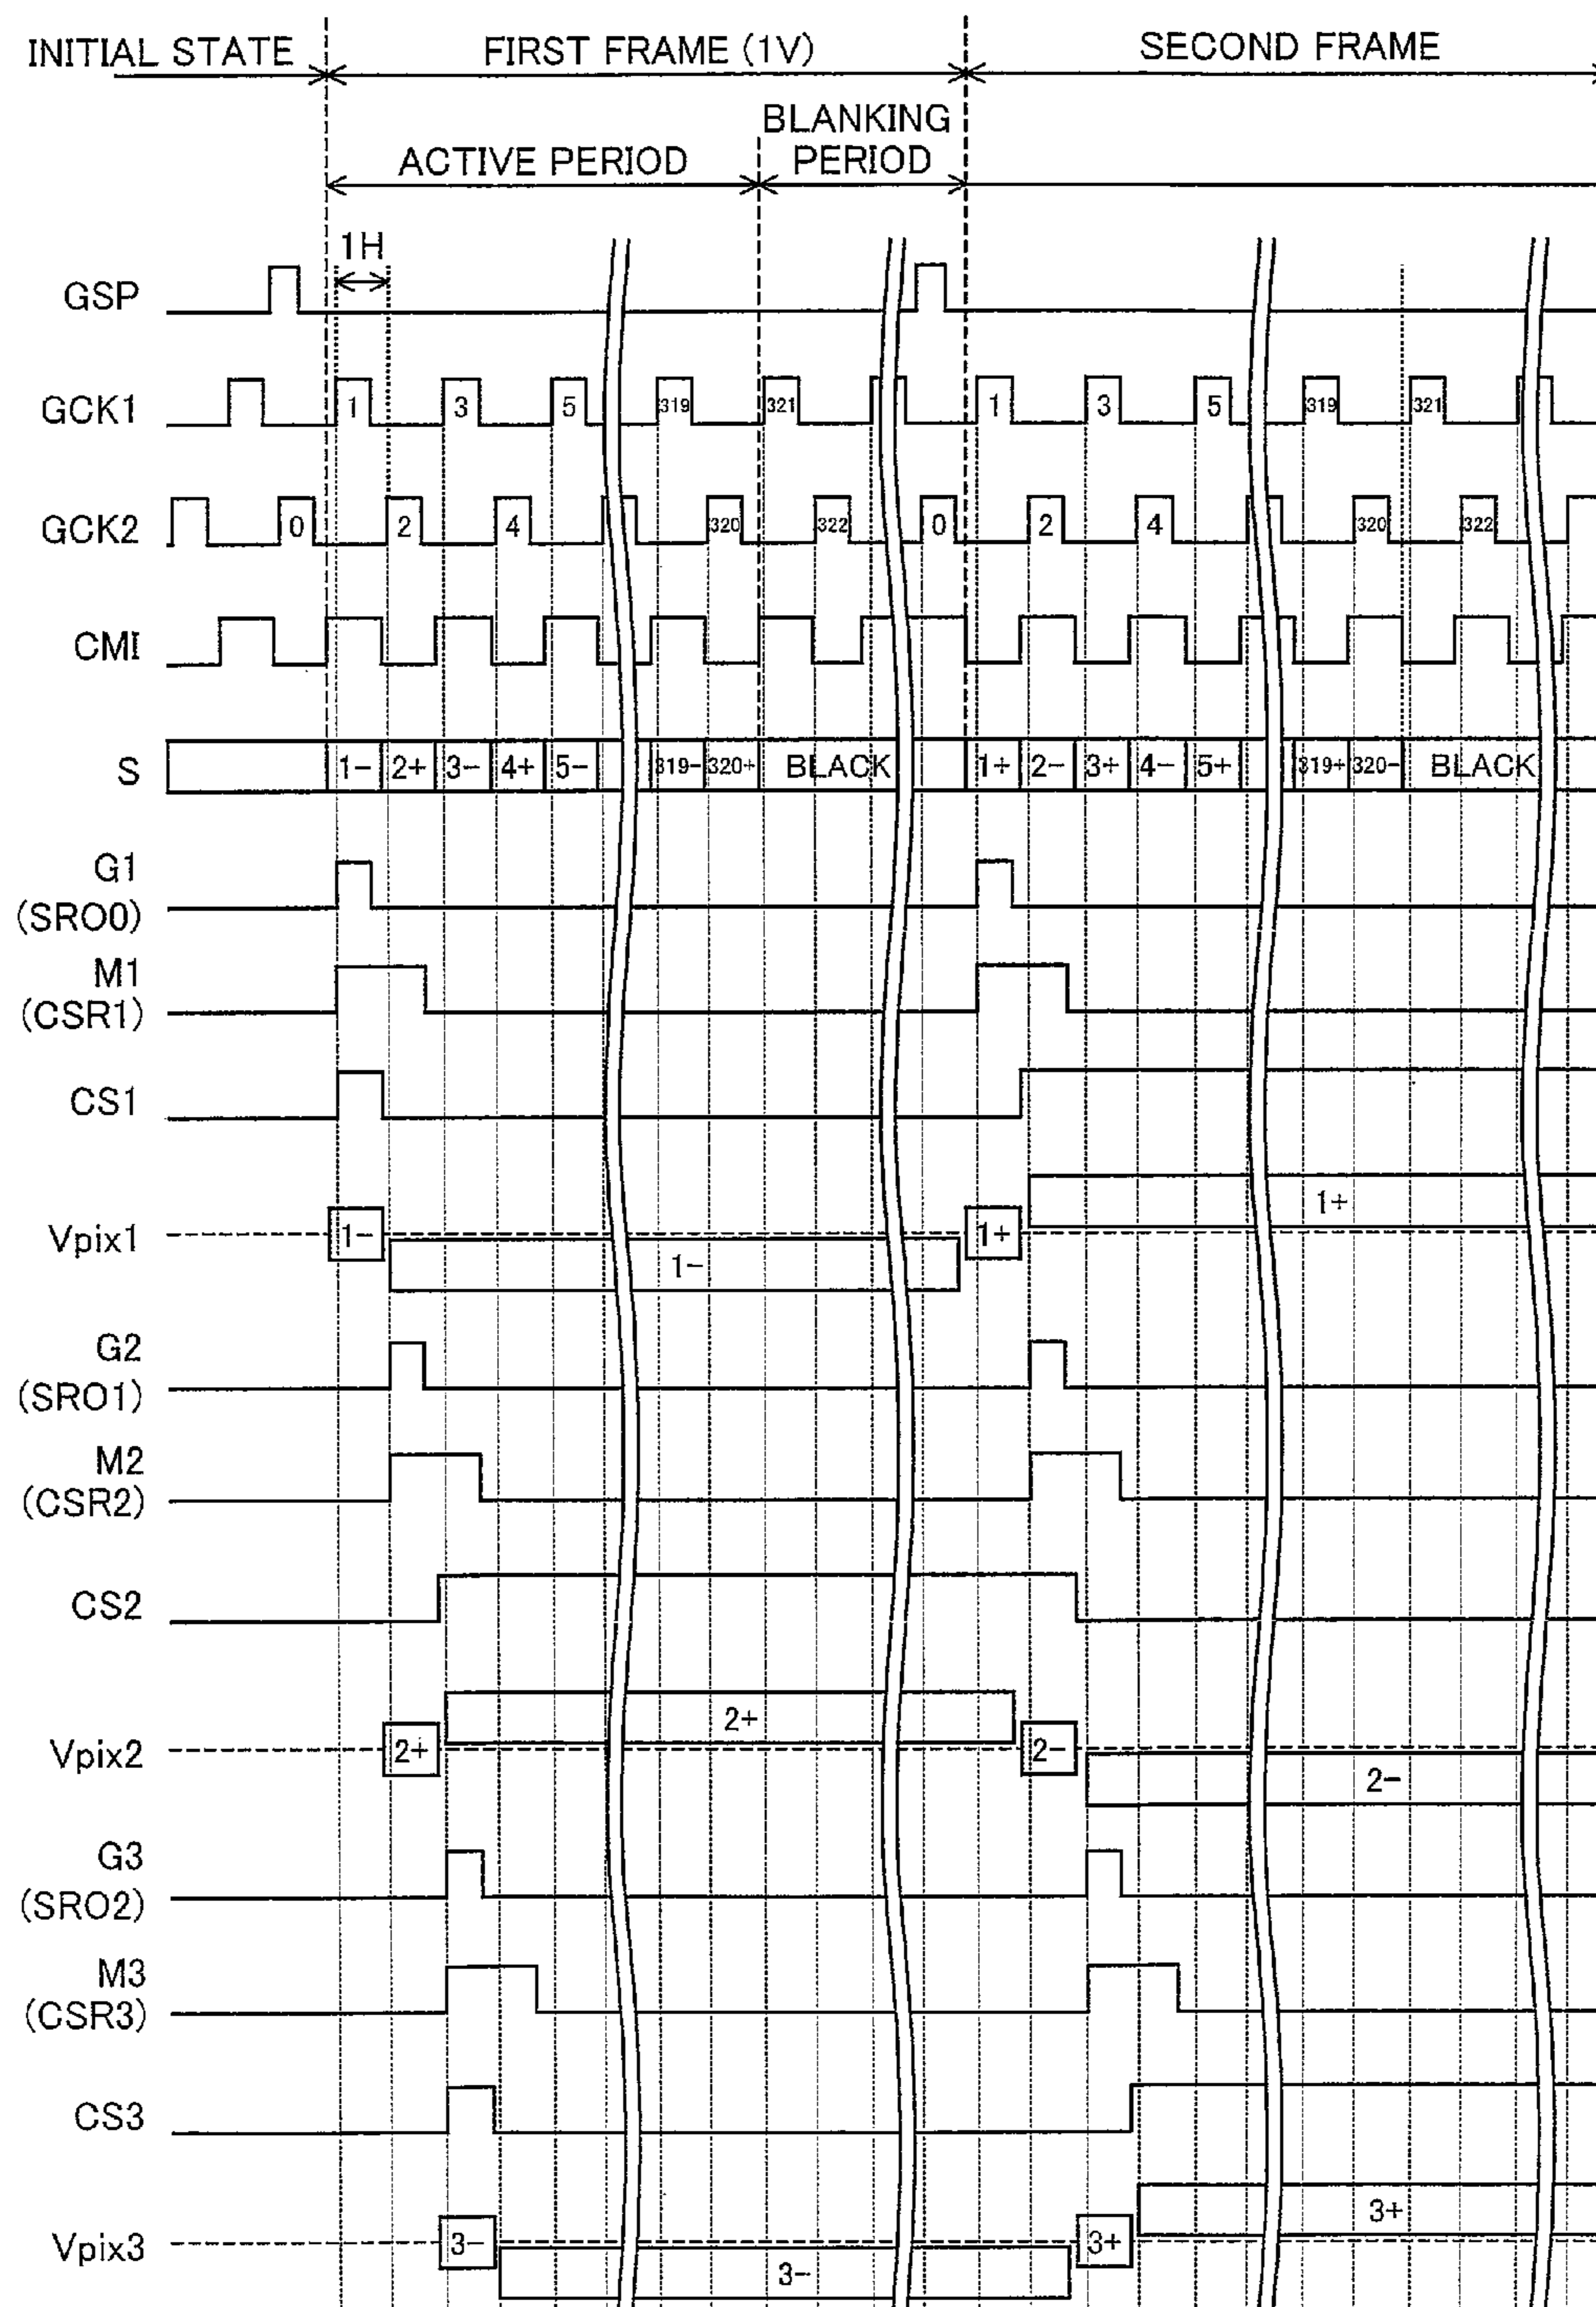 INITIAL STATE FIRST FRAME (1V) SECOND FRAME
BLANKING
ACTIVE PERIOD PERIOD
1H
GSP
GCK1 1 3 5 319 321 1 3 5 319 321
GCK2 0 2 4 320 322 0 2 4 320 322
CMI
S 1− 2+ 3− 4+ 5− 319− 320+ BLACK 1+ 2− 3+ 4− 5+ 319+ 320− BLACK
G1
(SRO0)
M1
(CSR1)
CS1
1+
Vpix1 1− 1+
1−
G2
(SRO1)
M2
(CSR2)
CS2
2+
Vpix2 2+ 2−
2−
G3
(SRO2)
M3
(CSR3)
CS3
3+
Vpix3 3− 3+
3−